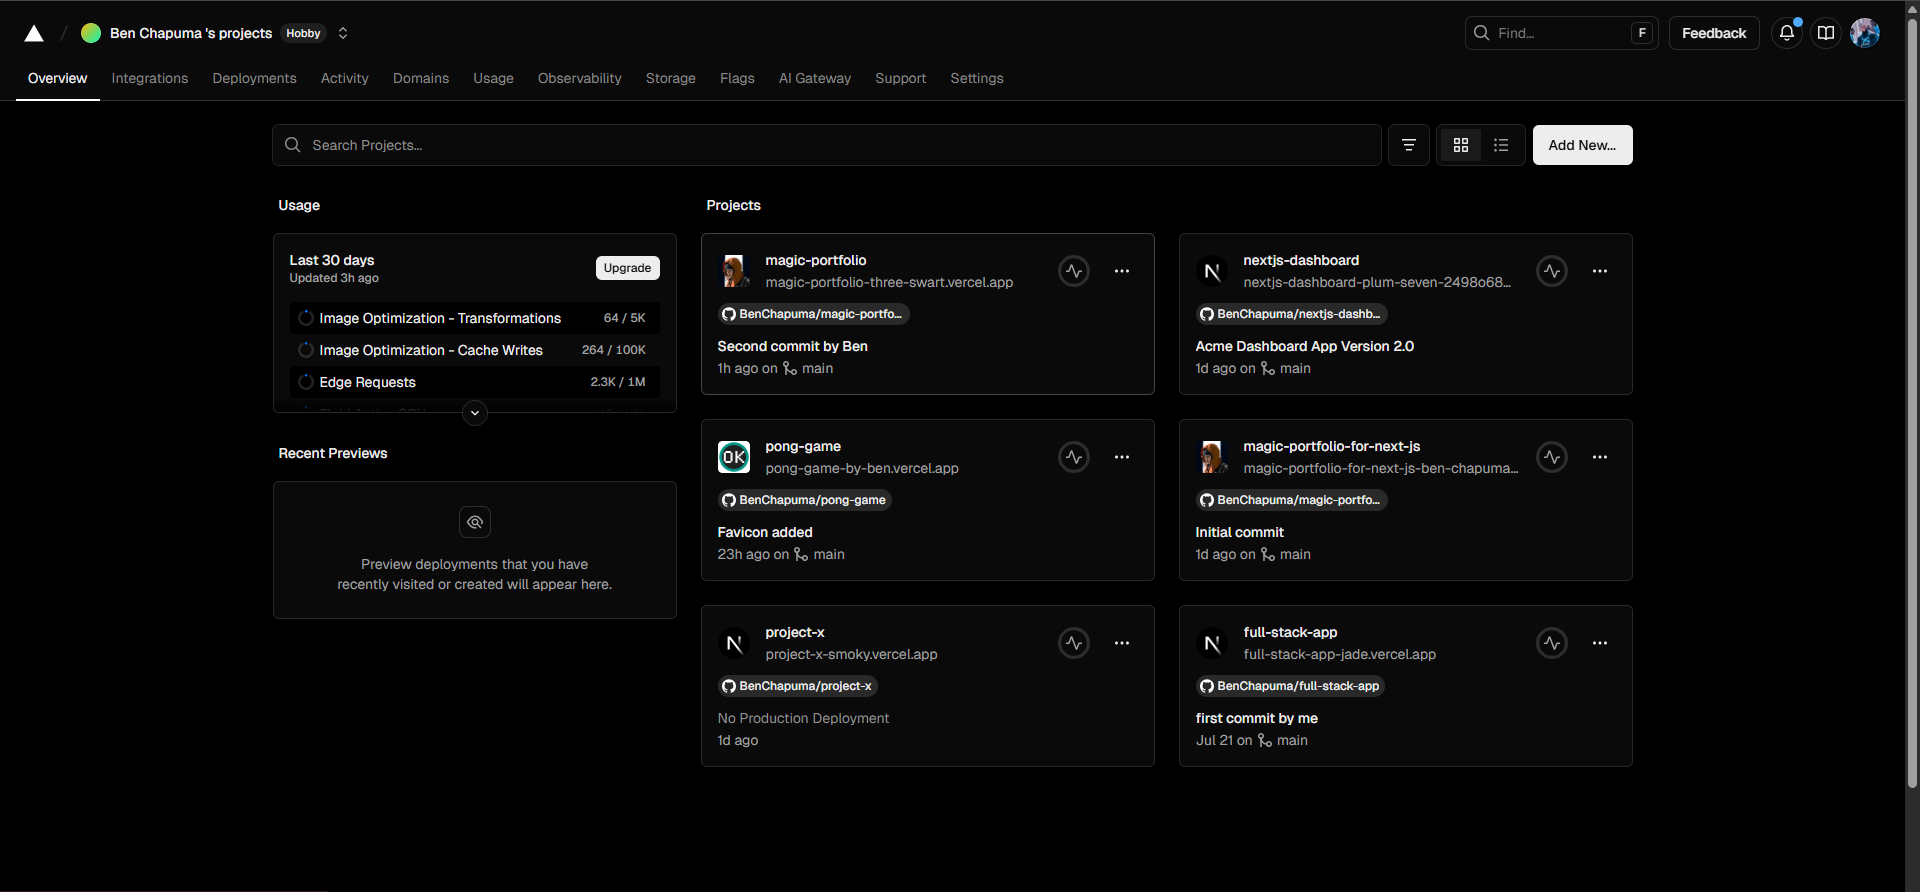 Ben Chapuma 's projects Hobby
Find... F
Feedback
Overview Integrations Deployments Activity Domains Usage Observability Storage Flags AI Gateway Support Settings
Search Projects...
Add New...
Usage
Last 30 days
Updated 3h ago
Upgrade
Image Optimization - Transformations 64 / 5K
Image Optimization - Cache Writes 264 / 100K
Edge Requests 2.3K / 1M
Recent Previews
Preview deployments that you have
recently visited or created will appear here.
Projects
magic-portfolio
magic-portfolio-three-swart.vercel.app
BenChapuma/magic-portfo...
Second commit by Ben
1h ago on main
N
nextjs-dashboard
nextjs-dashboard-plum-seven-2498o68...
BenChapuma/nextjs-dashb...
Acme Dashboard App Version 2.0
1d ago on main
OK
pong-game
pong-game-by-ben.vercel.app
BenChapuma/pong-game
Favicon added
23h ago on main
magic-portfolio-for-next-js
magic-portfolio-for-next-js-ben-chapuma...
BenChapuma/magic-portfo...
Initial commit
1d ago on main
N
project-x
project-x-smoky.vercel.app
BenChapuma/project-x
No Production Deployment
1d ago
N
full-stack-app
full-stack-app-jade.vercel.app
BenChapuma/full-stack-app
first commit by me
Jul 21 on main